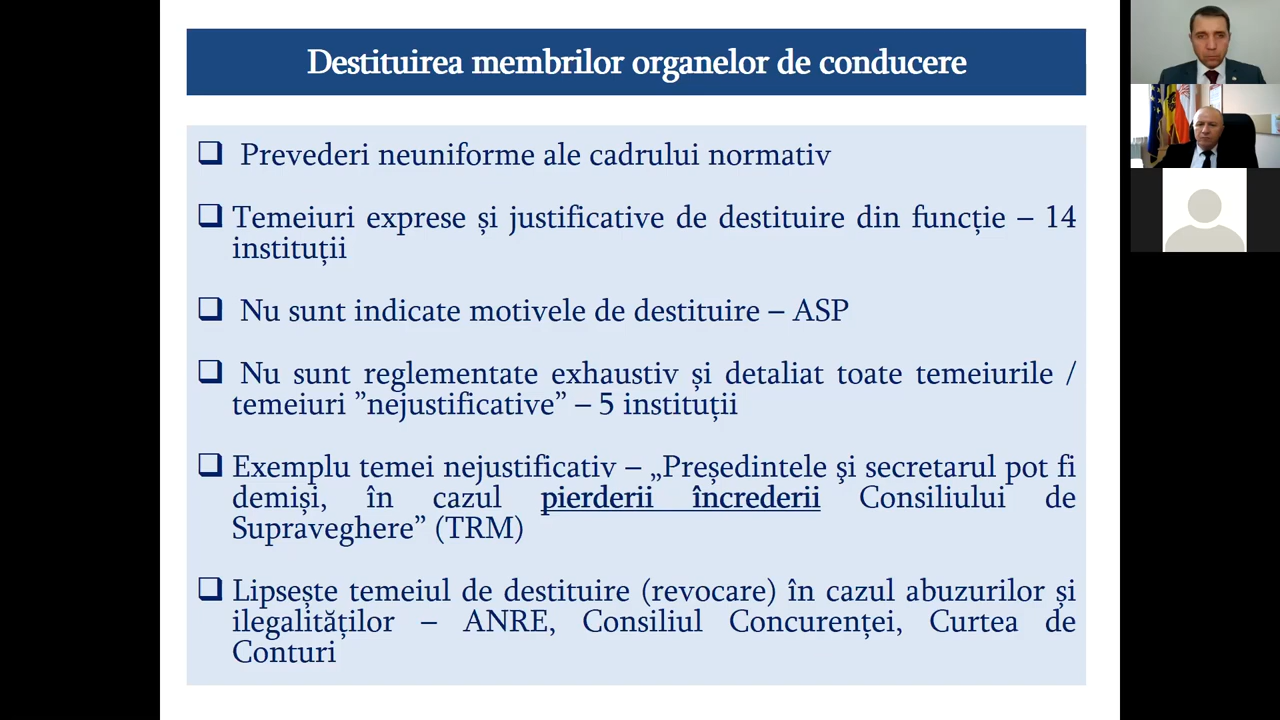 Destituirea membrilor organelor de conducere
Prevederi neuniforme ale cadrului normativ
Temeiuri exprese și justificative de destituire din funcție – 14
instituții
Nu sunt indicate motivele de destituire – ASP
Nu sunt reglementate exhaustiv și detaliat toate temeiurile /
temeiuri ”nejustificative” – 5 instituții
Exemplu temei nejustificativ – „Președintele şi secretarul pot fi
demiși, în cazul pierderii încrederii Consiliului de
Supraveghere” (TRM)
Lipsește temeiul de destituire (revocare) în cazul abuzurilor și
ilegalităților – ANRE, Consiliul Concurenței, Curtea de
Conturi